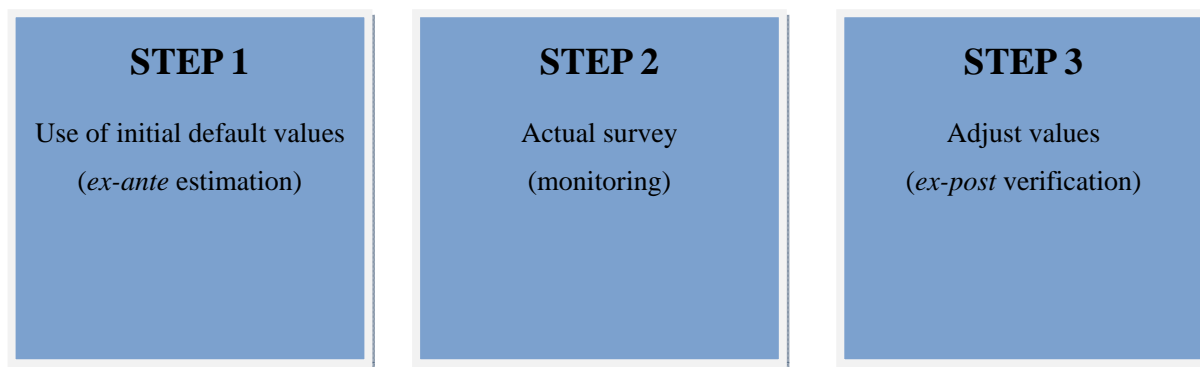 STEP 1
Use of initial default values
(ex-ante estimation)
STEP 2
Actual survey
(monitoring)
STEP 3
Adjust values
(ex-post verification)